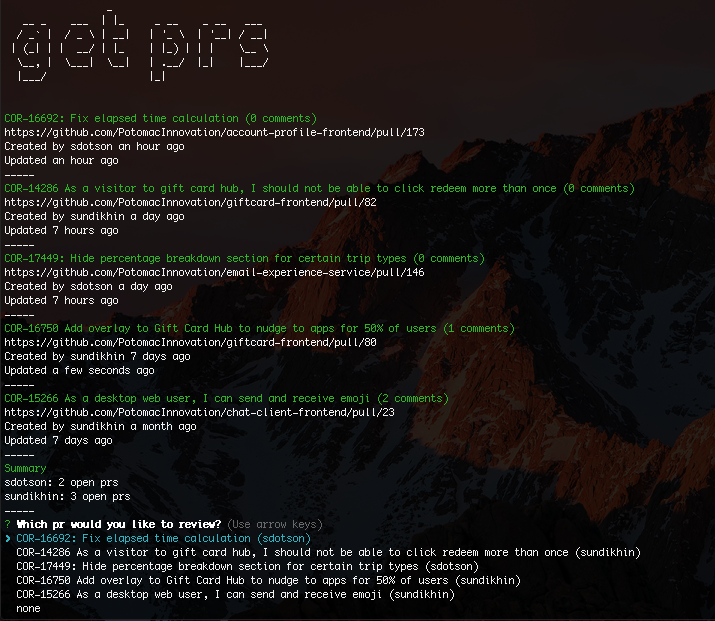 get prs
COR-16692: Fix elapsed time calculation (0 comments)
https://github.com/PotomacInnovation/account-profile-frontend/pull/173
Created by sdotson an hour ago
Updated an hour ago
-----
COR-14286 As a visitor to gift card hub, I should not be able to click redeem more than once (0 comments)
https://github.com/PotomacInnovation/giftcard-frontend/pull/82
Created by sundikhin a day ago
Updated 7 hours ago
-----
COR-17449: Hide percentage breakdown section for certain trip types (0 comments)
https://github.com/PotomacInnovation/email-experience-service/pull/146
Created by sdotson a day ago
Updated 7 hours ago
-----
COR-16750 Add overlay to Gift Card Hub to nudge to apps for 50% of users (1 comments)
https://github.com/PotomacInnovation/giftcard-frontend/pull/80
Created by sundikhin 7 days ago
Updated a few seconds ago
-----
COR-15266 As a desktop web user, I can send and receive emoji (2 comments)
https://github.com/PotomacInnovation/chat-client-frontend/pull/23
Created by sundikhin a month ago
Updated 7 days ago
-----
Summary
sdotson: 2 open prs
sundikhin: 3 open prs
-----
? Which pr would you like to review? (Use arrow keys)
❯ COR-16692: Fix elapsed time calculation (sdotson)
COR-14286 As a visitor to gift card hub, I should not be able to click redeem more than once (sundikhin)
COR-17449: Hide percentage breakdown section for certain trip types (sdotson)
COR-16750 Add overlay to Gift Card Hub to nudge to apps for 50% of users (sundikhin)
COR-15266 As a desktop web user, I can send and receive emoji (sundikhin)
none